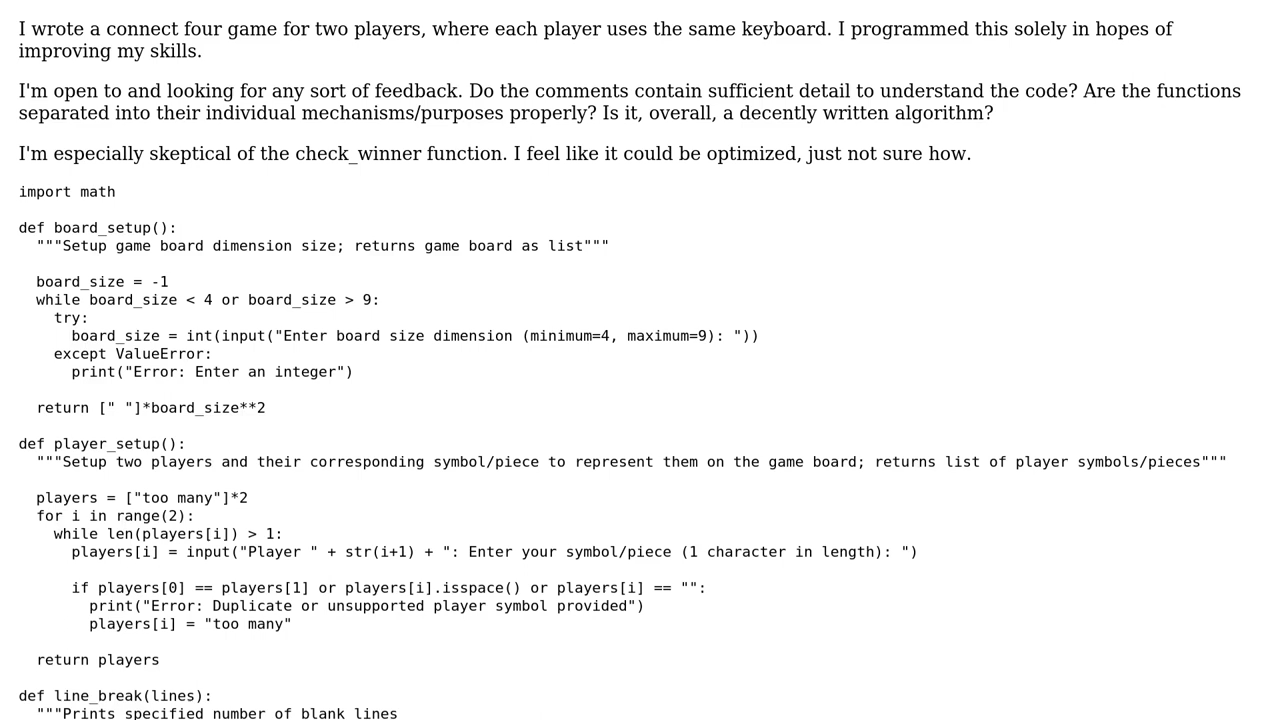 I wrote a connect four game for two players, where each player uses the same keyboard. I programmed this solely in hopes of
improving my skills.
I'm open to and looking for any sort of feedback. Do the comments contain sufficient detail to understand the code? Are the functions
separated into their individual mechanisms/purposes properly? Is it, overall, a decently written algorithm?
I'm especially skeptical of the check_winner function. I feel like it could be optimized, just not sure how.
import math
def board_setup():
  """Setup game board dimension size; returns game board as list"""
  board_size = -1
  while board_size < 4 or board_size > 9:
    try:
      board_size = int(input("Enter board size dimension (minimum=4, maximum=9): "))
    except ValueError:
      print("Error: Enter an integer")
  return [" "]*board_size**2
def player_setup():
  """Setup two players and their corresponding symbol/piece to represent them on the game board; returns list of player symbols/pieces"""
  players = ["too many"]*2
  for i in range(2):
    while len(players[i]) > 1:
      players[i] = input("Player " + str(i+1) + ": Enter your symbol/piece (1 character in length): ")
      if players[0] == players[1] or players[i].isspace() or players[i] == "":
        print("Error: Duplicate or unsupported player symbol provided")
        players[i] = "too many"
  return players
def line_break(lines):
  """Prints specified number of blank lines